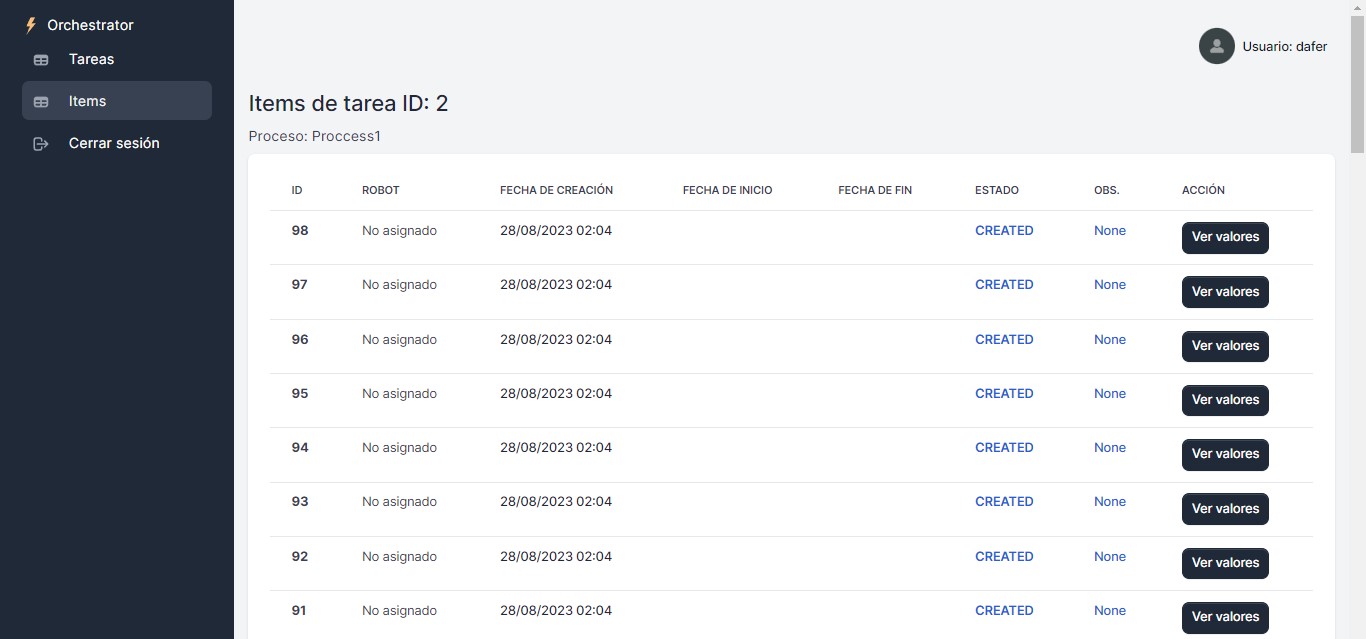 Orchestrator
Tareas
Items
Cerrar sesión
Usuario: dafer
Items de tarea ID: 2
Proceso: Proccess1
ID ROBOT FECHA DE CREACIÓN FECHA DE INICIO FECHA DE FIN ESTADO OBS. ACCIÓN
98 No asignado 28/08/2023 02:04 CREATED None Ver valores
97 No asignado 28/08/2023 02:04 CREATED None Ver valores
96 No asignado 28/08/2023 02:04 CREATED None Ver valores
95 No asignado 28/08/2023 02:04 CREATED None Ver valores
94 No asignado 28/08/2023 02:04 CREATED None Ver valores
93 No asignado 28/08/2023 02:04 CREATED None Ver valores
92 No asignado 28/08/2023 02:04 CREATED None Ver valores
91 No asignado 28/08/2023 02:04 CREATED None Ver valores